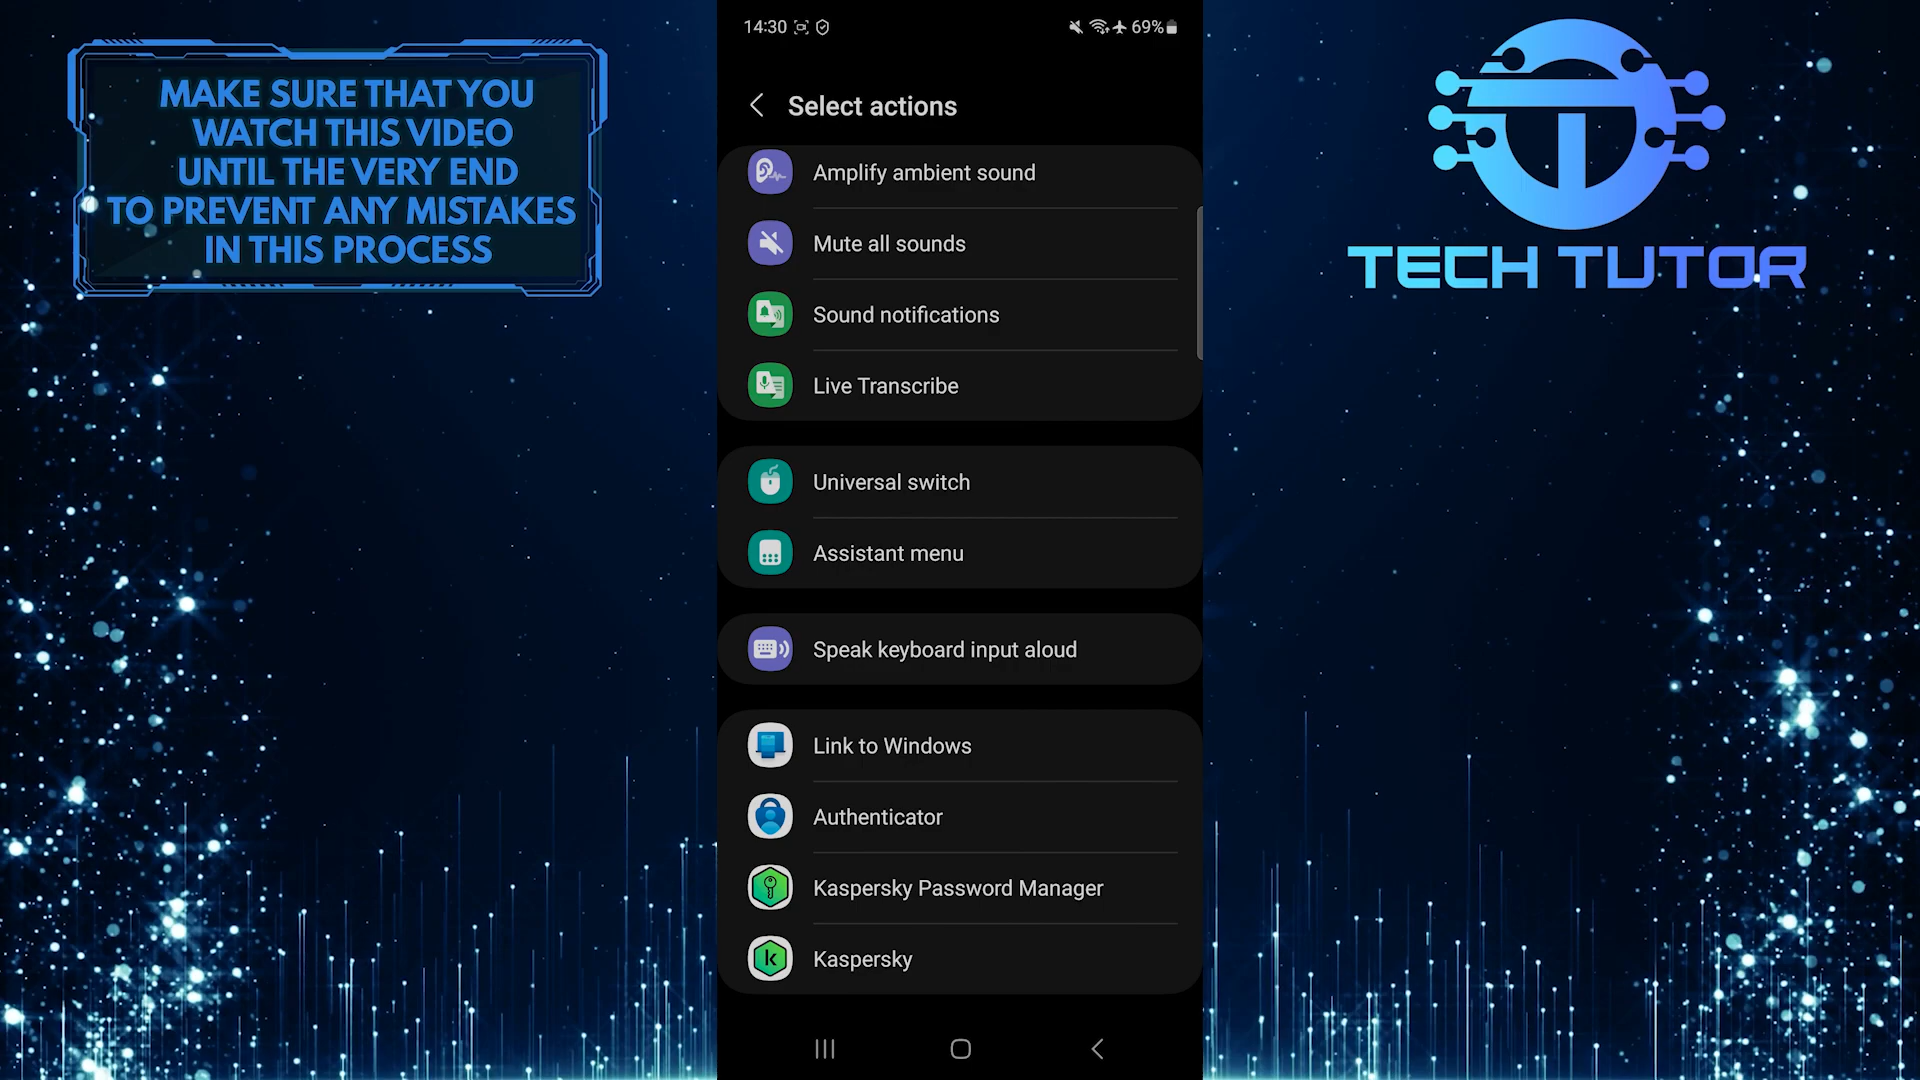 MAKE SURE THAT YOU
WATCH THIS VIDEO
UNTIL THE VERY END
TO PREVENT ANY MISTAKES
IN THIS PROCESS
14:30
69%
Select actions
Amplify ambient sound
Mute all sounds
Sound notifications
Live Transcribe
Universal switch
Assistant menu
Speak keyboard input aloud
Link to Windows
Authenticator
Kaspersky Password Manager
Kaspersky
TECH TUTOR